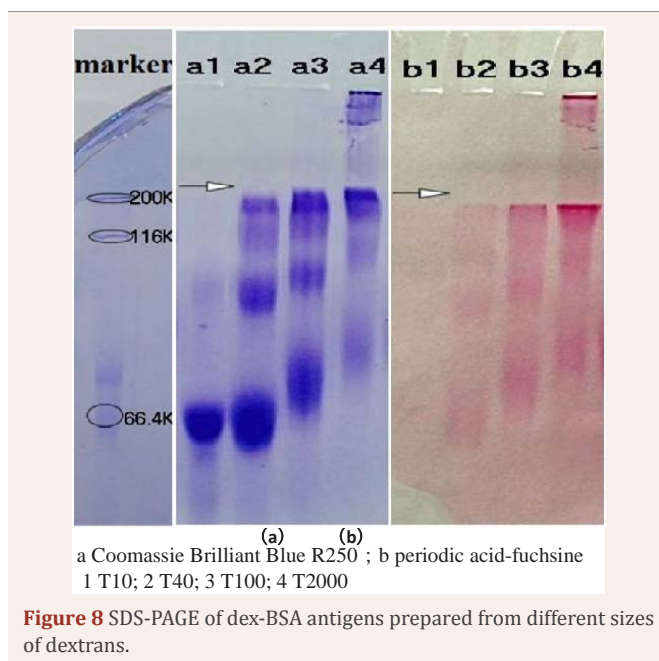 marker a1 a2 a3 a4 b1 b2 b3 b4
200K
116K
66.4K
(a) (b)
a Coomassie Brilliant Blue R250 ; b periodic acid-fuchsine
1 T10; 2 T40; 3 T100; 4 T2000
Figure 8 SDS-PAGE of dex-BSA antigens prepared from different sizes
of dextrans.